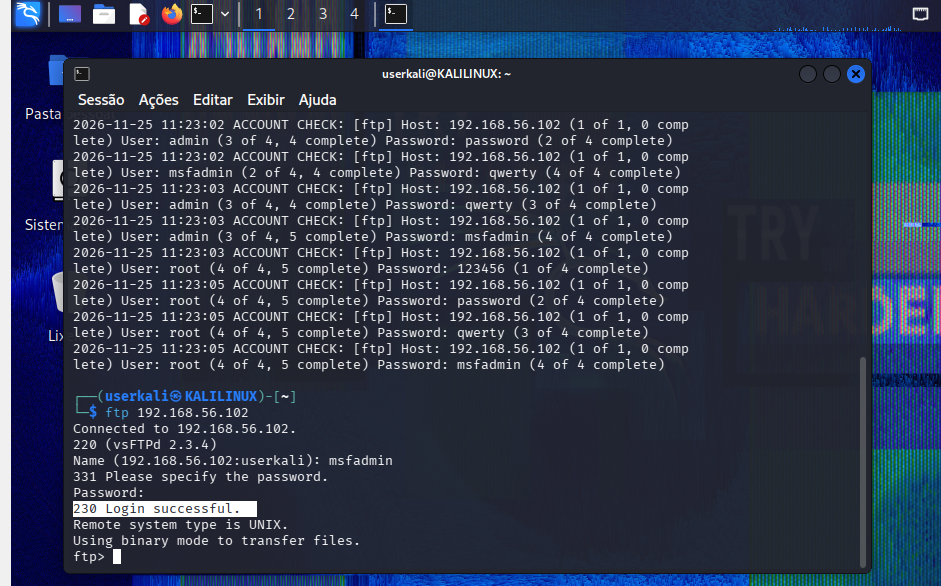 1 2 3 4
Pasta
Sister
Lix
userkali@KALILINUX: ~
Sessão Ações Editar Exibir Ajuda
2026-11-25 11:23:02 ACCOUNT CHECK: [ftp] Host: 192.168.56.102 (1 of 1, 0 comp
lete) User: admin (3 of 4, 4 complete) Password: password (2 of 4 complete)
2026-11-25 11:23:02 ACCOUNT CHECK: [ftp] Host: 192.168.56.102 (1 of 1, 0 comp
lete) User: msfadmin (2 of 4, 4 complete) Password: qwerty (4 of 4 complete)
2026-11-25 11:23:03 ACCOUNT CHECK: [ftp] Host: 192.168.56.102 (1 of 1, 0 comp
lete) User: admin (3 of 4, 4 complete) Password: qwerty (3 of 4 complete)
2026-11-25 11:23:03 ACCOUNT CHECK: [ftp] Host: 192.168.56.102 (1 of 1, 0 comp
lete) User: admin (3 of 4, 5 complete) Password: msfadmin (4 of 4 complete)
2026-11-25 11:23:03 ACCOUNT CHECK: [ftp] Host: 192.168.56.102 (1 of 1, 0 comp
lete) User: root (4 of 4, 5 complete) Password: 123456 (1 of 4 complete)
2026-11-25 11:23:05 ACCOUNT CHECK: [ftp] Host: 192.168.56.102 (1 of 1, 0 comp
lete) User: root (4 of 4, 5 complete) Password: password (2 of 4 complete)
2026-11-25 11:23:05 ACCOUNT CHECK: [ftp] Host: 192.168.56.102 (1 of 1, 0 comp
lete) User: root (4 of 4, 5 complete) Password: qwerty (3 of 4 complete)
2026-11-25 11:23:05 ACCOUNT CHECK: [ftp] Host: 192.168.56.102 (1 of 1, 0 comp
lete) User: root (4 of 4, 5 complete) Password: msfadmin (4 of 4 complete)
┌──(userkali㉿KALILINUX)-[~]
└─$ ftp 192.168.56.102
Connected to 192.168.56.102.
220 (vsFTPd 2.3.4)
Name (192.168.56.102:userkali): msfadmin
331 Please specify the password.
Password:
230 Login successful.
Remote system type is UNIX.
Using binary mode to transfer files.
ftp>
TRY
HARDER